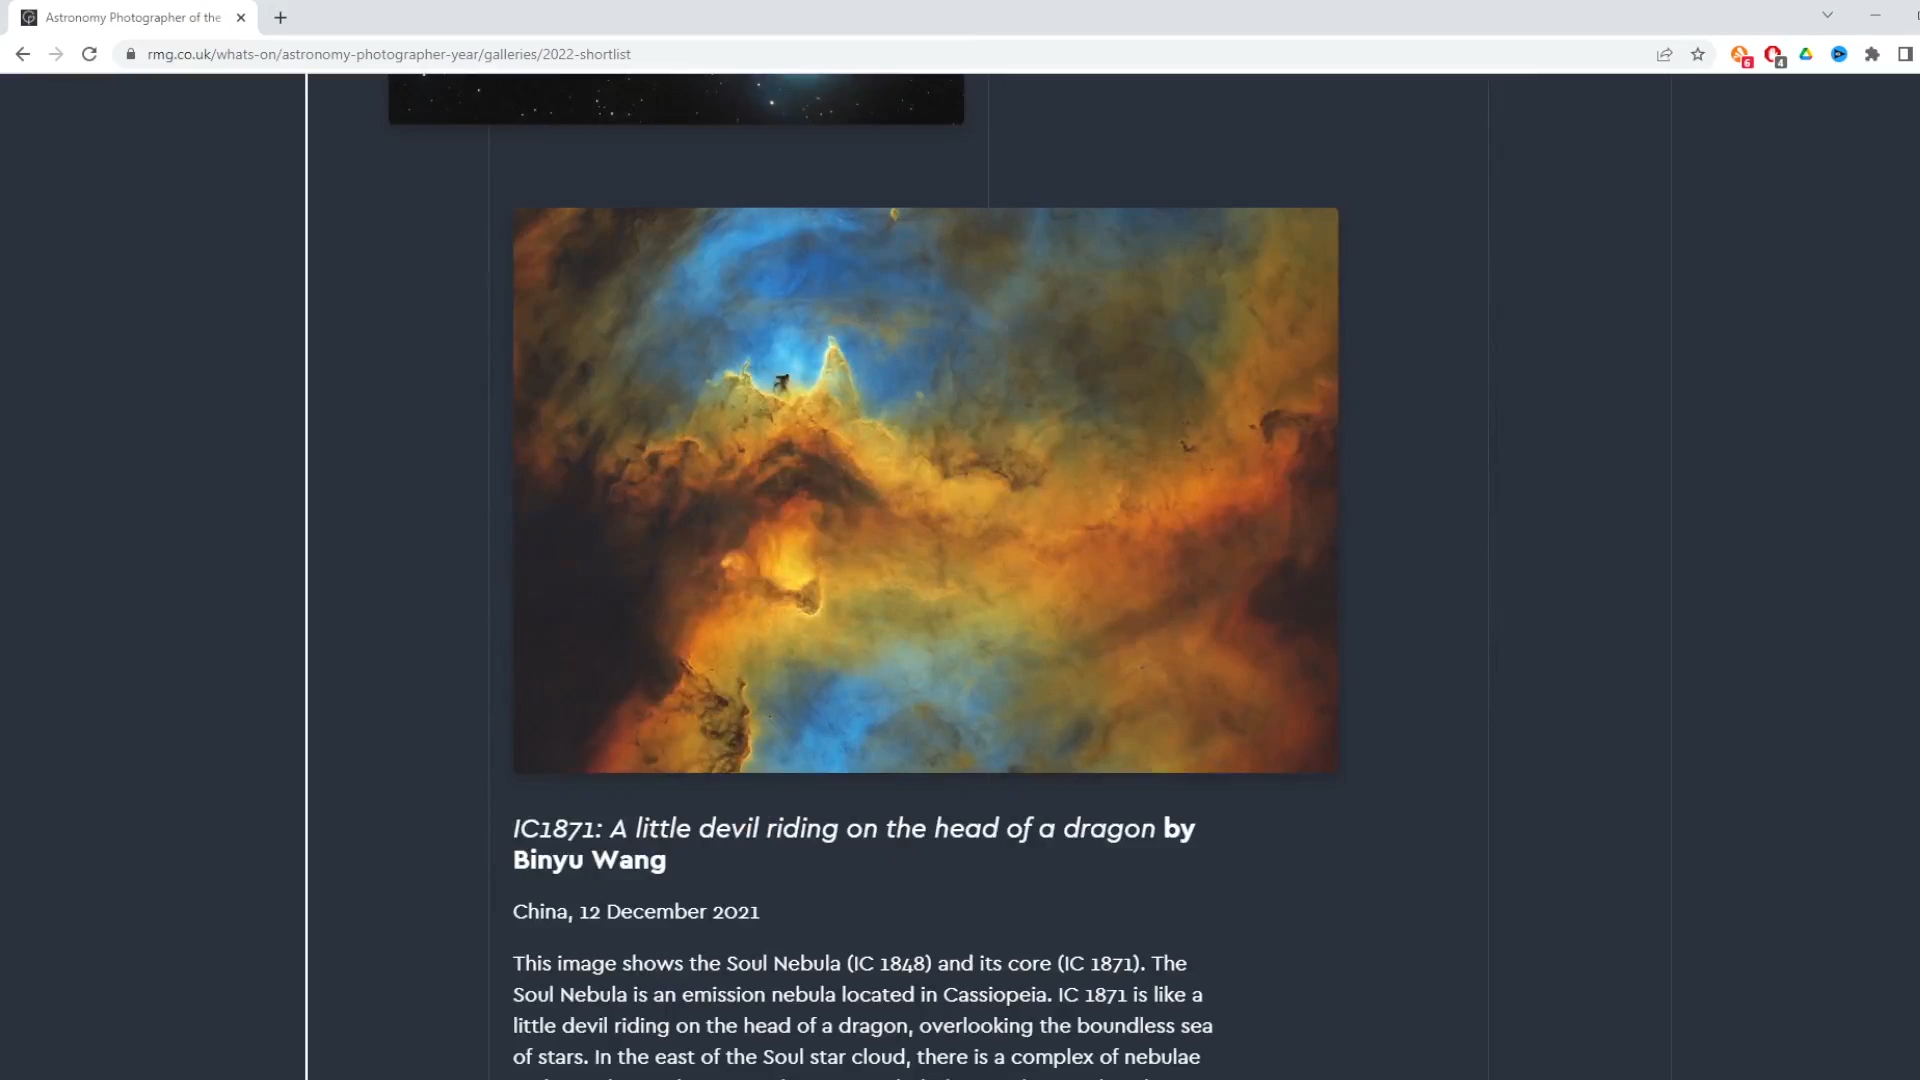 Astronomy Photographer of the
rmg.co.uk/whats-on/astronomy-photographer-year/galleries/2022-shortlist
6
4
IC1871: A little devil riding on the head of a dragon by
Binyu Wang
China, 12 December 2021
This image shows the Soul Nebula (IC 1848) and its core (IC 1871). The
Soul Nebula is an emission nebula located in Cassiopeia. IC 1871 is like a
little devil riding on the head of a dragon, overlooking the boundless sea
of stars. In the east of the Soul star cloud, there is a complex of nebulae